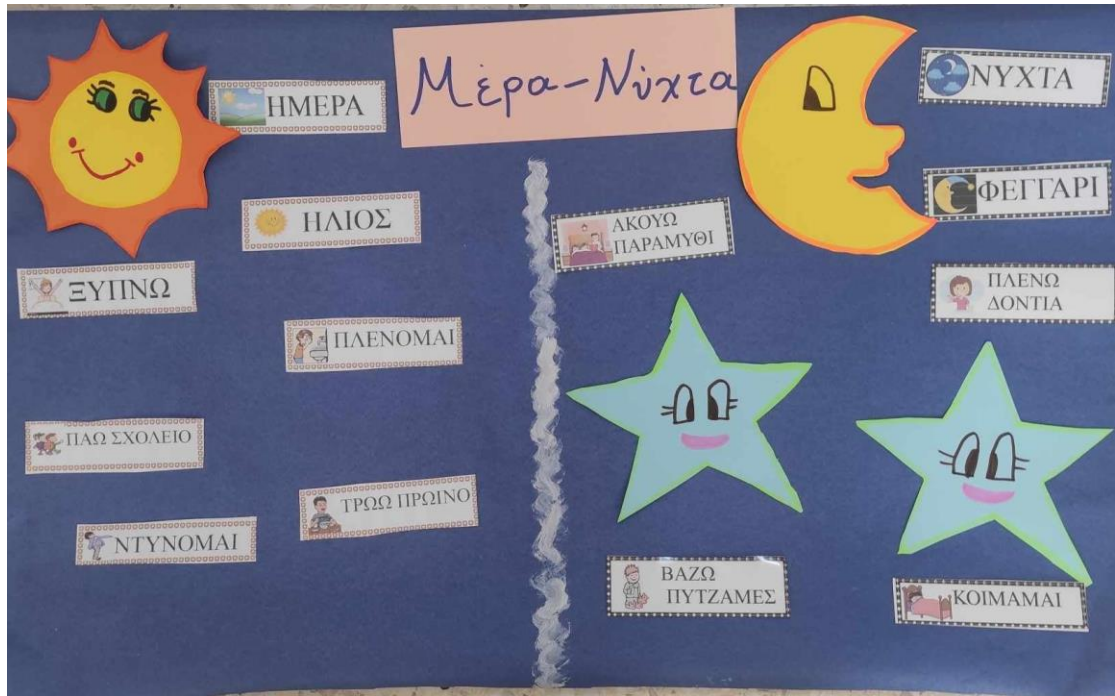 Μέρα-Νύχτα
ΗΜΕΡΑ
ΗΛΙΟΣ
ΞΥΠΝΩ
ΠΛΕΝΟΜΑΙ
ΠΑΩ ΣΧΟΛΕΙΟ
ΤΡΩΩ ΠΡΩΙΝΟ
ΝΤΥΝΟΜΑΙ
ΝΥΧΤΑ
ΦΕΓΓΑΡΙ
ΑΚΟΥΩ
ΠΑΡΑΜΥΘΙ
ΠΛΕΝΩ
ΔΟΝΤΙΑ
ΒΑΖΩ
ΠΥΤΖΑΜΕΣ
ΚΟΙΜΑΜΑΙ